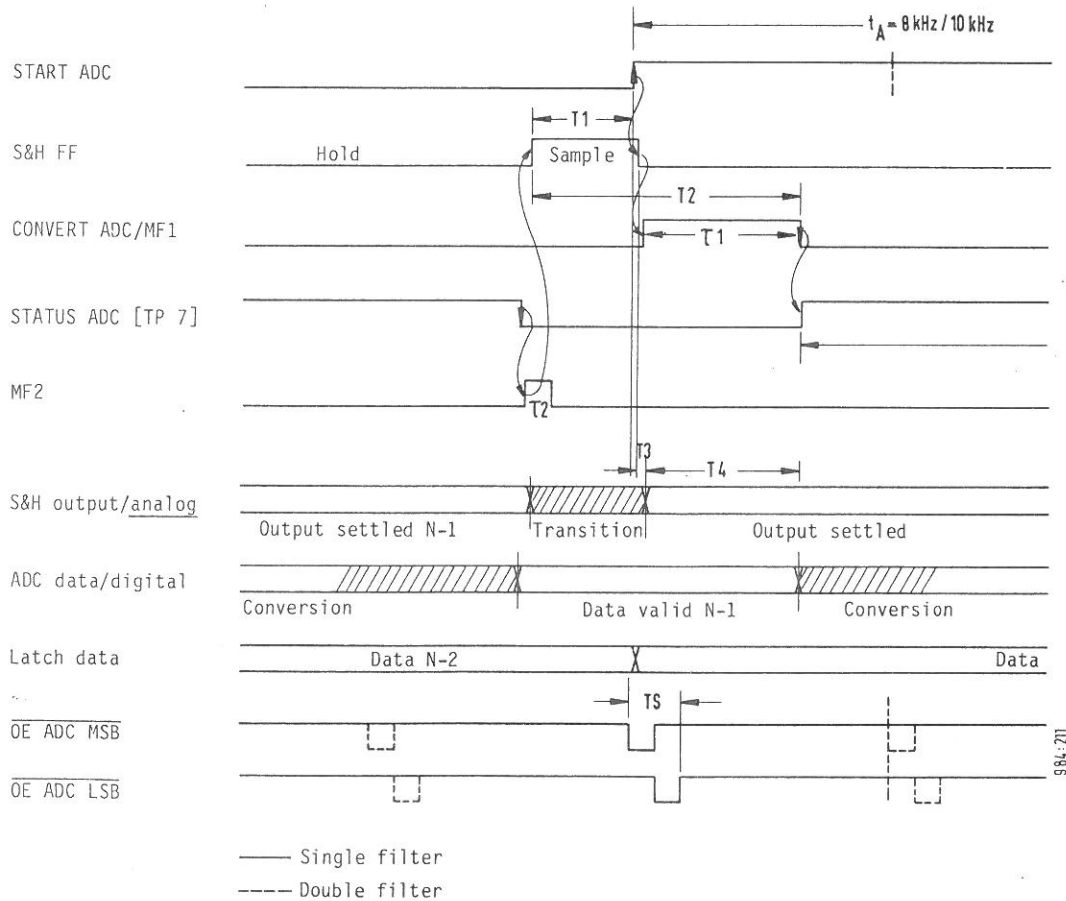 t_A = 8 kHz / 10 kHz
START ADC
T1
S&H FF
Hold
Sample
T2
CONVERT ADC/MF1
τ1
STATUS ADC [TP 7]
MF2
τ2
T3
T4
S&H output/analog
Output settled N-1
Transition
Output settled
ADC data/digital
Conversion
Data valid N-1
Conversion
Latch data
Data N-2
Data
TS
OE ADC MSB
OE ADC LSB
984:211
Single filter
Double filter